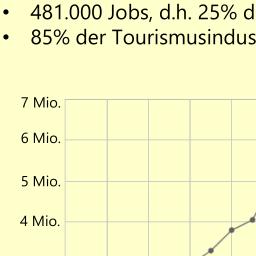 • 481.000 Jobs, d.h. 25% d
• 85% der Tourismusindus
7 Mio.
6 Mio.
5 Mio.
4 Mio.